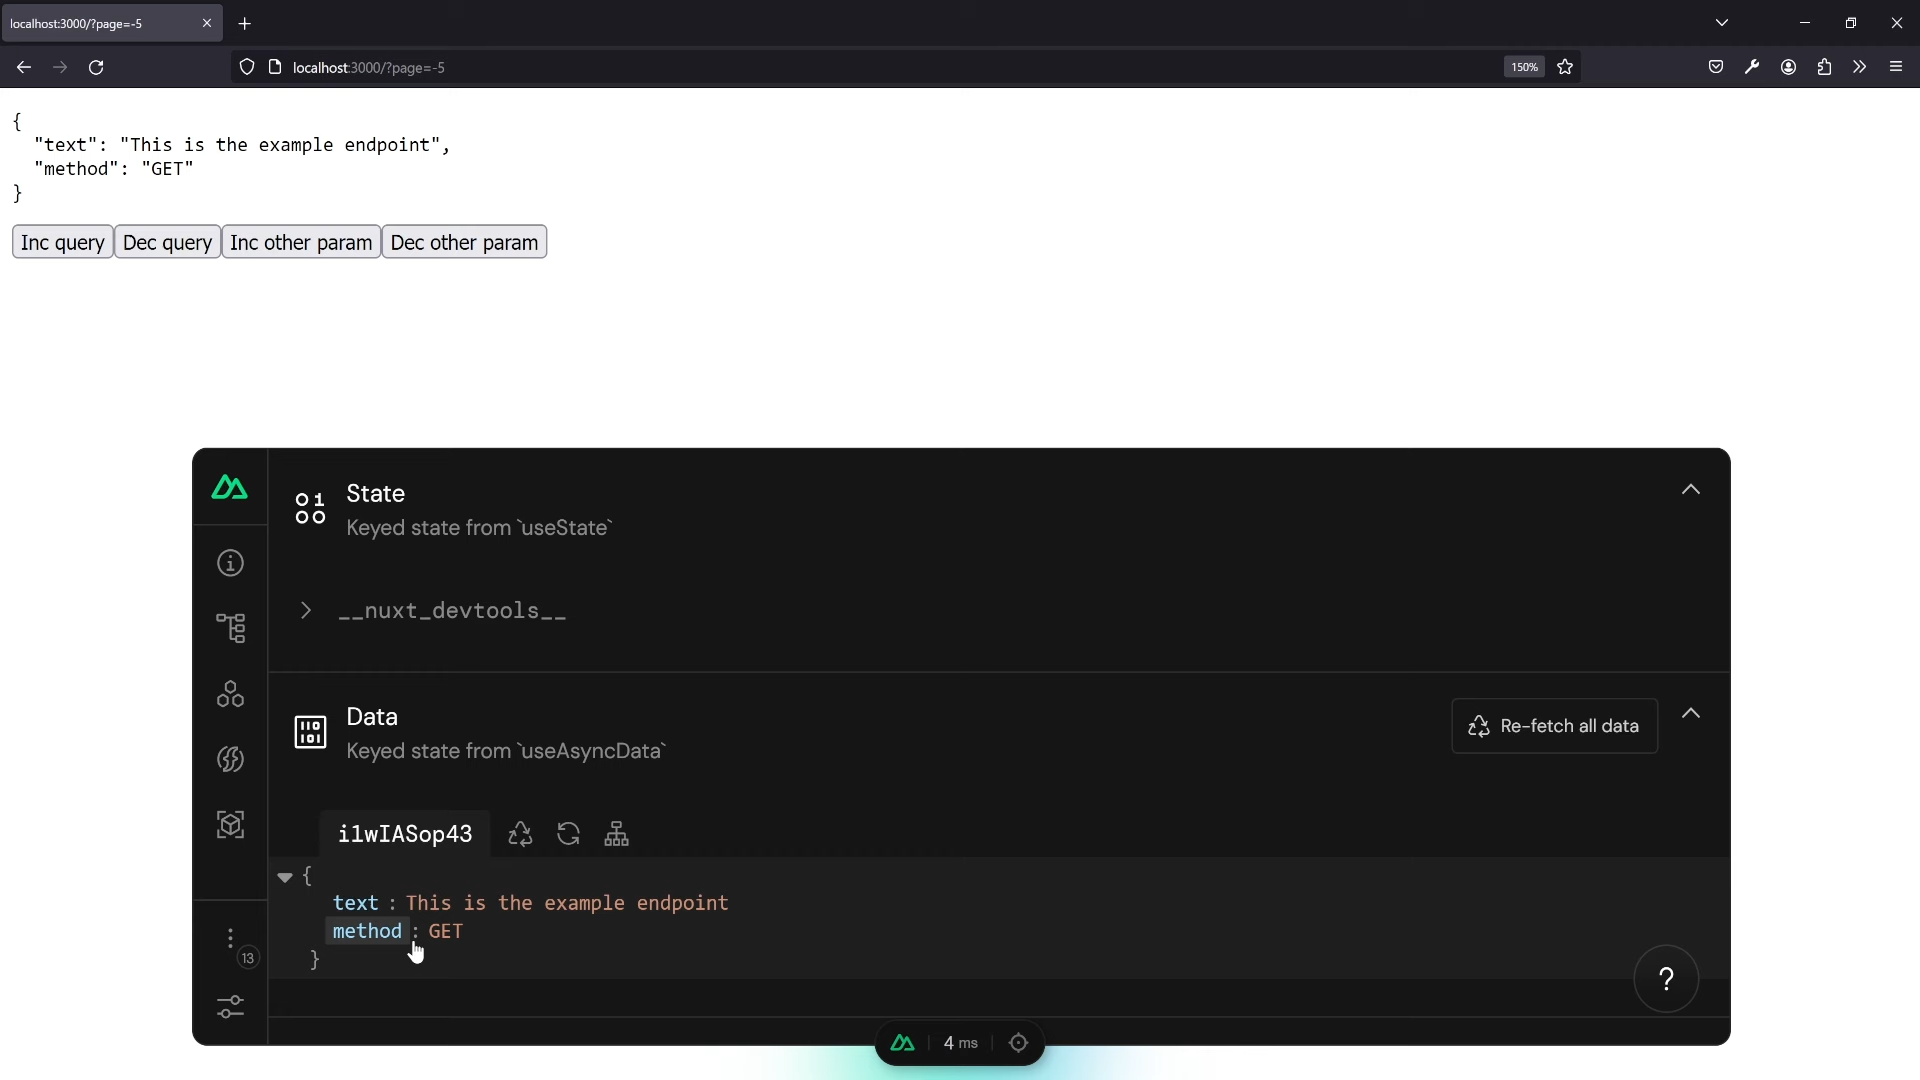 localhost:3000/?page=-5
localhost:3000/?page=-5
150%
{
"text": "This is the example endpoint",
"method": "GET"
}
Inc query Dec query Inc other param Dec other param
State
Keyed state from `useState`
__nuxt_devtools__
Data
Keyed state from `useAsyncData`
Re-fetch all data
i1wIASop43
{
text : This is the example endpoint
method : GET
}
13
?
4 ms